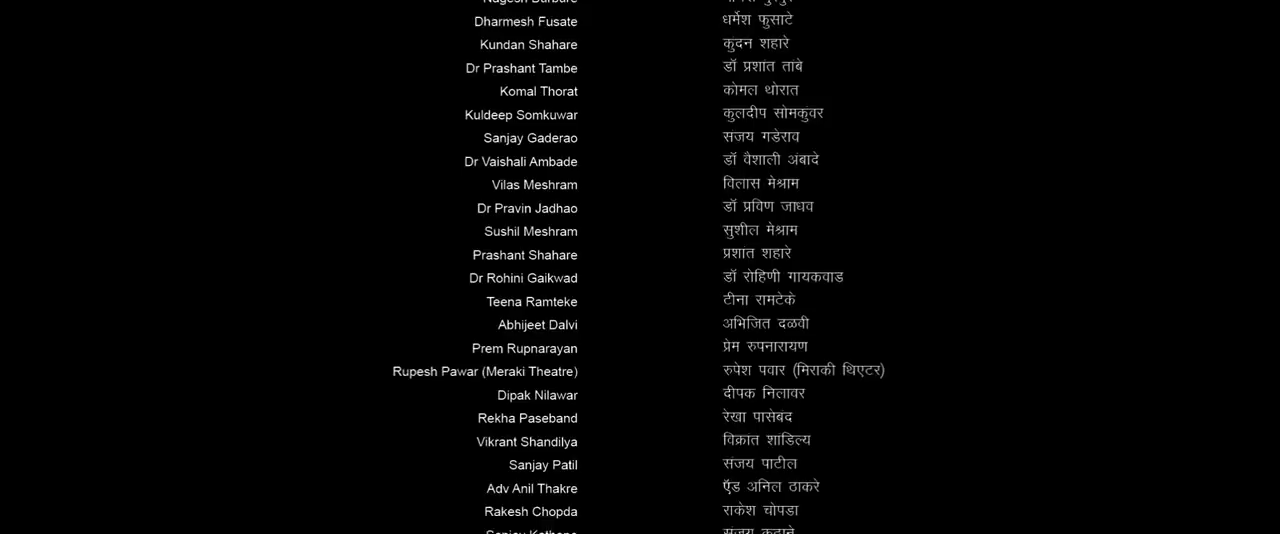 Dharmesh Fusate धर्मेश फुसाटे
Kundan Shahare कुंदन शहारे
Dr Prashant Tambe डॉ प्रशांत तांबे
Komal Thorat कोमल थोरात
Kuldeep Somkuwar कुलदीप सोमकुंवर
Sanjay Gaderao संजय गडेराव
Dr Vaishali Ambade डॉ वैशाली अंबादे
Vilas Meshram विलास मेश्राम
Dr Pravin Jadhao डॉ प्रविण जाधव
Sushil Meshram सुशील मेश्राम
Prashant Shahare प्रशांत शहारे
Dr Rohini Gaikwad डॉ रोहिणी गायकवाड
Teena Ramteke टीना रामटेके
Abhijeet Dalvi अभिजित दळवी
Prem Rupnarayan प्रेम रुपनारायण
Rupesh Pawar (Meraki Theatre) रुपेश पवार (मिराकी थिएटर)
Dipak Nilawar दीपक निलावर
Rekha Paseband रेखा पासेबंद
Vikrant Shandilya विक्रांत शांडिल्य
Sanjay Patil संजय पाटील
Adv Anil Thakre ऍड अनिल ठाकरे
Rakesh Chopda राकेश चोपडा